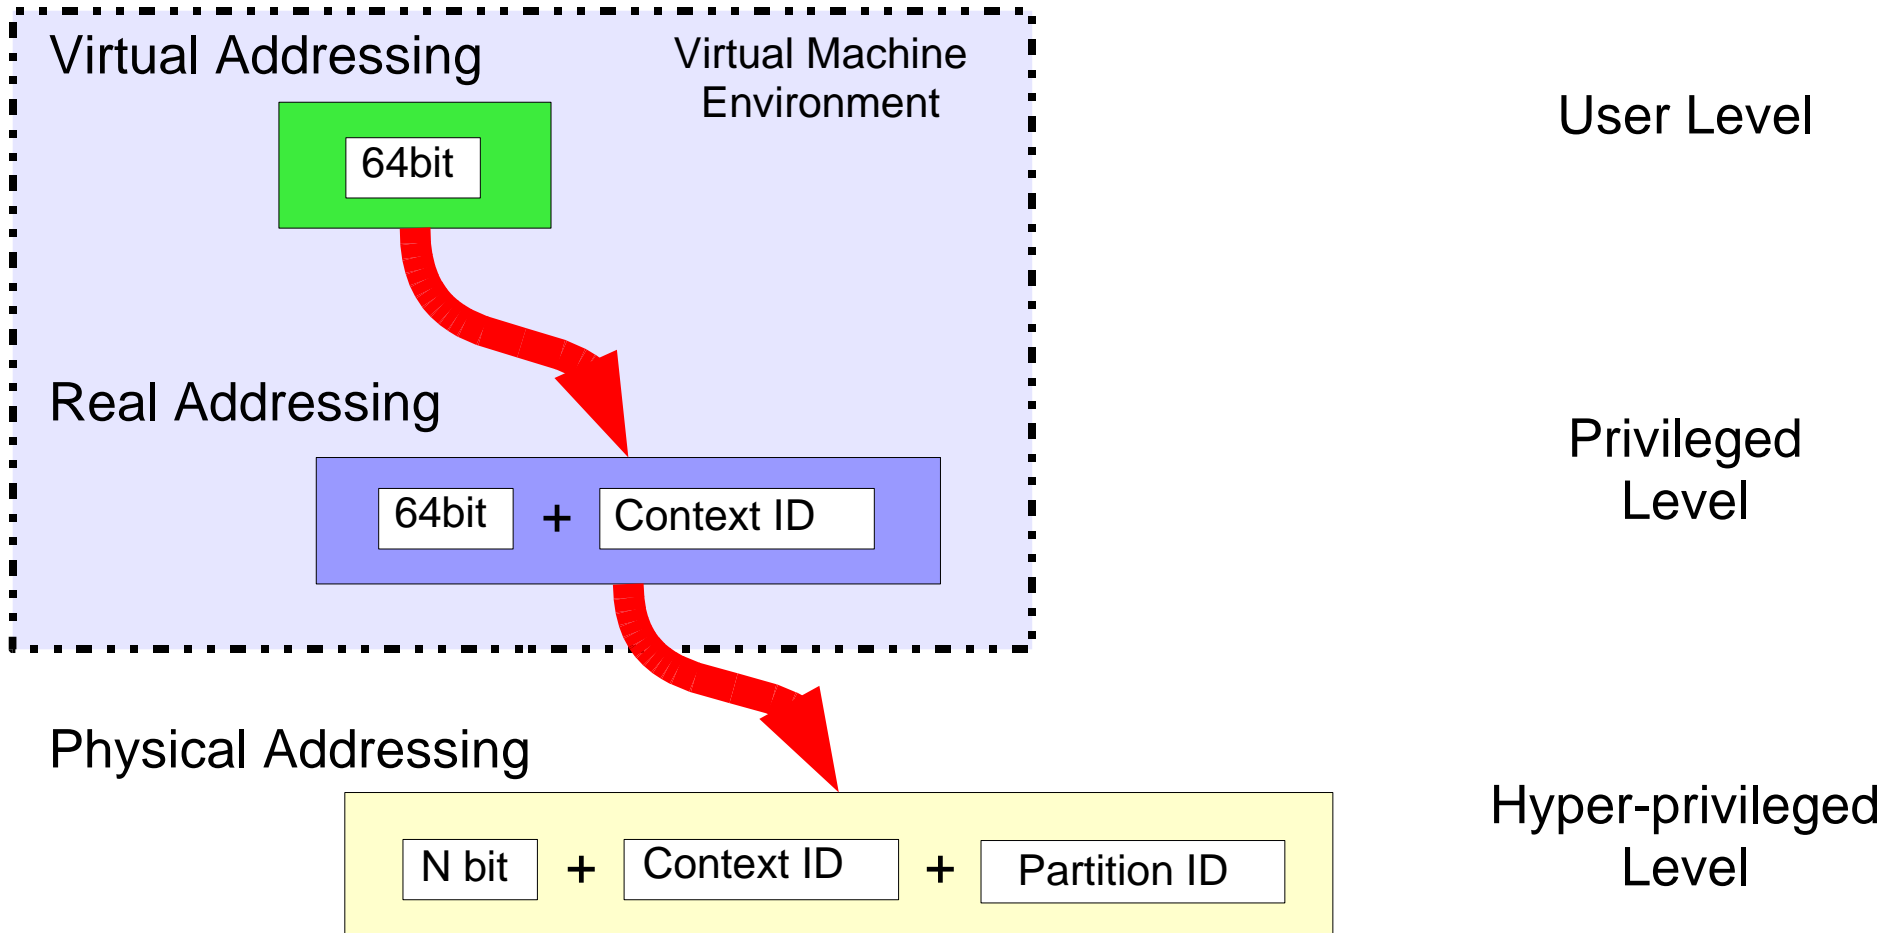 Virtual Addressing
Virtual Machine
Environment
User Level
64bit
Real Addressing
Privileged
Level
64bit + Context ID
Physical Addressing
Hyper-privileged
Level
N bit + Context ID + Partition ID